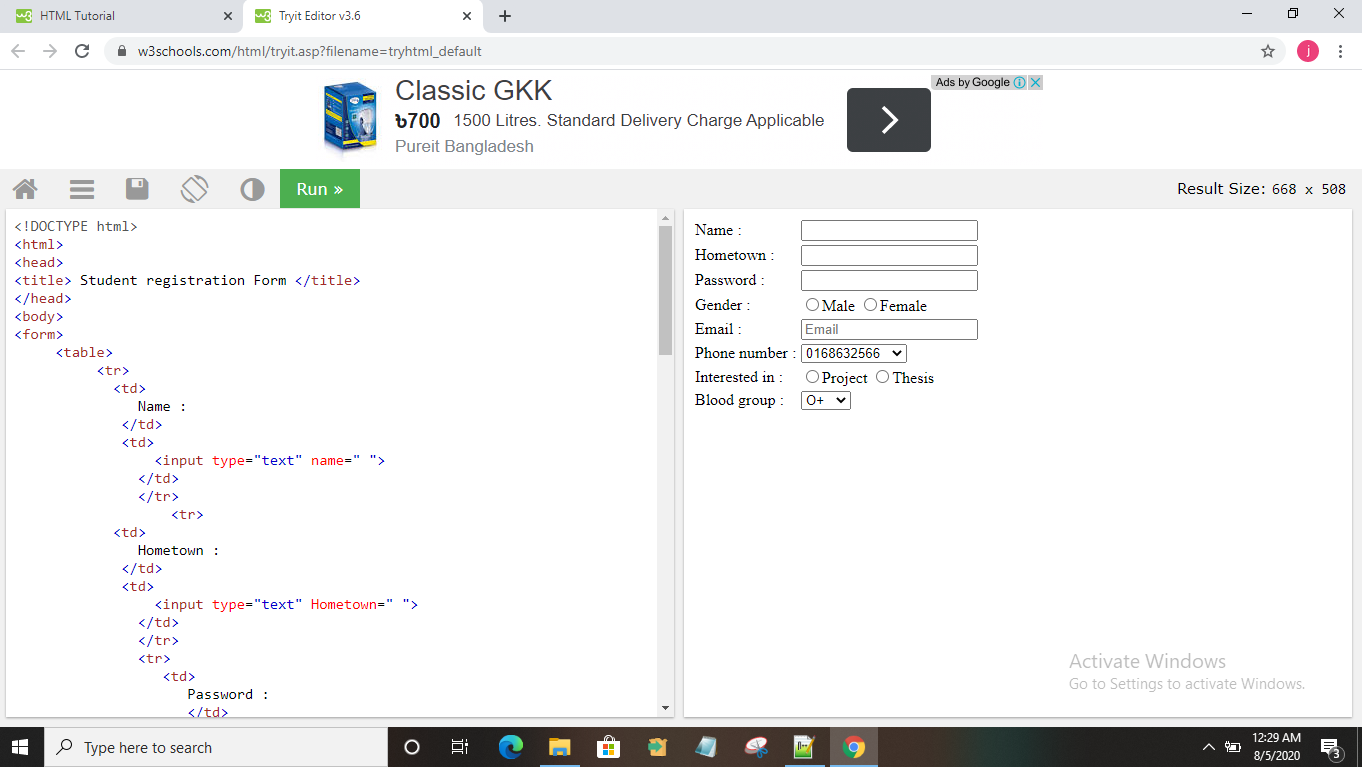 HTML Tutorial
Tryit Editor v3.6
w3schools.com/html/tryit.asp?filename=tryhtml_default
j
Classic GKK
৳700 1500 Litres. Standard Delivery Charge Applicable
Pureit Bangladesh
Ads by Google
Run »
Result Size: 668 x 508
<!DOCTYPE html>
<html>
<head>
<title> Student registration Form </title>
</head>
<body>
<form>
<table>
<tr>
<td>
Name :
</td>
<td>
<input type="text" name=" ">
</td>
</tr>
<tr>
<td>
Hometown :
</td>
<td>
<input type="text" Hometown=" ">
</td>
</tr>
<tr>
<td>
Password :
</td>
Name :
Hometown :
Password :
Gender : Male Female
Email : Email
Phone number : 0168632566
Interested in : Project Thesis
Blood group : O+
Activate Windows
Go to Settings to activate Windows.
Type here to search
12:29 AM
8/5/2020
3